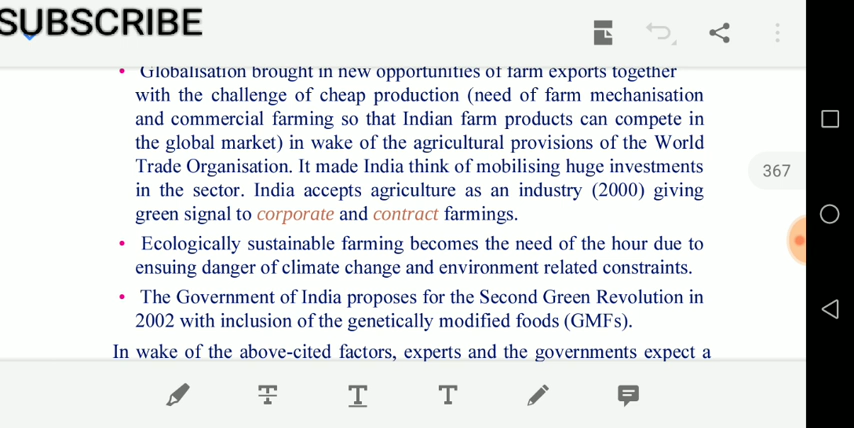 SUBSCRIBE
• Globalisation brought in new opportunities of farm exports together
with the challenge of cheap production (need of farm mechanisation
and commercial farming so that Indian farm products can compete in
the global market) in wake of the agricultural provisions of the World
Trade Organisation. It made India think of mobilising huge investments
in the sector. India accepts agriculture as an industry (2000) giving
green signal to corporate and contract farmings.
• Ecologically sustainable farming becomes the need of the hour due to
ensuing danger of climate change and environment related constraints.
• The Government of India proposes for the Second Green Revolution in
2002 with inclusion of the genetically modified foods (GMFs).
In wake of the above-cited factors, experts and the governments expect a
367